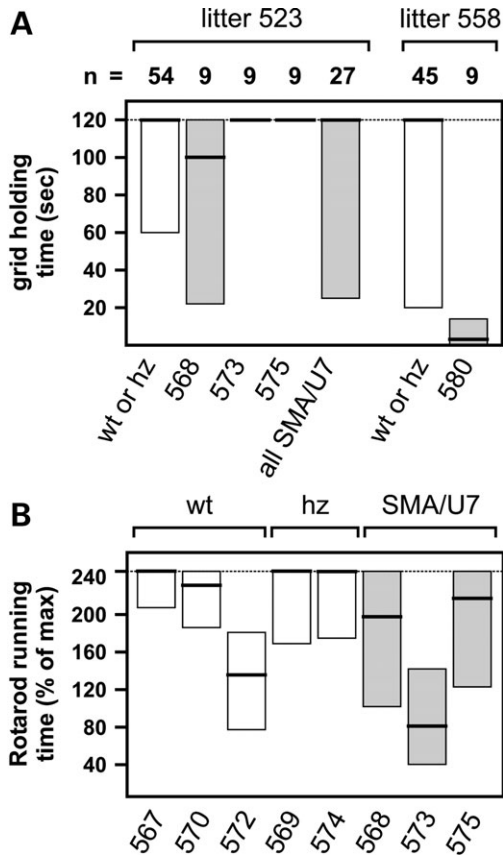 A
litter 523 litter 558
n = 54 9 9 9 27 45 9
grid holding
time (sec)
120
100
80
60
40
20
wt or hz 568 573 575 all SMA/U7 wt or hz 580
B
wt hz SMA/U7
Rotarod running
time (% of max)
240
200
160
120
80
40
567 570 572 569 574 568 573 575